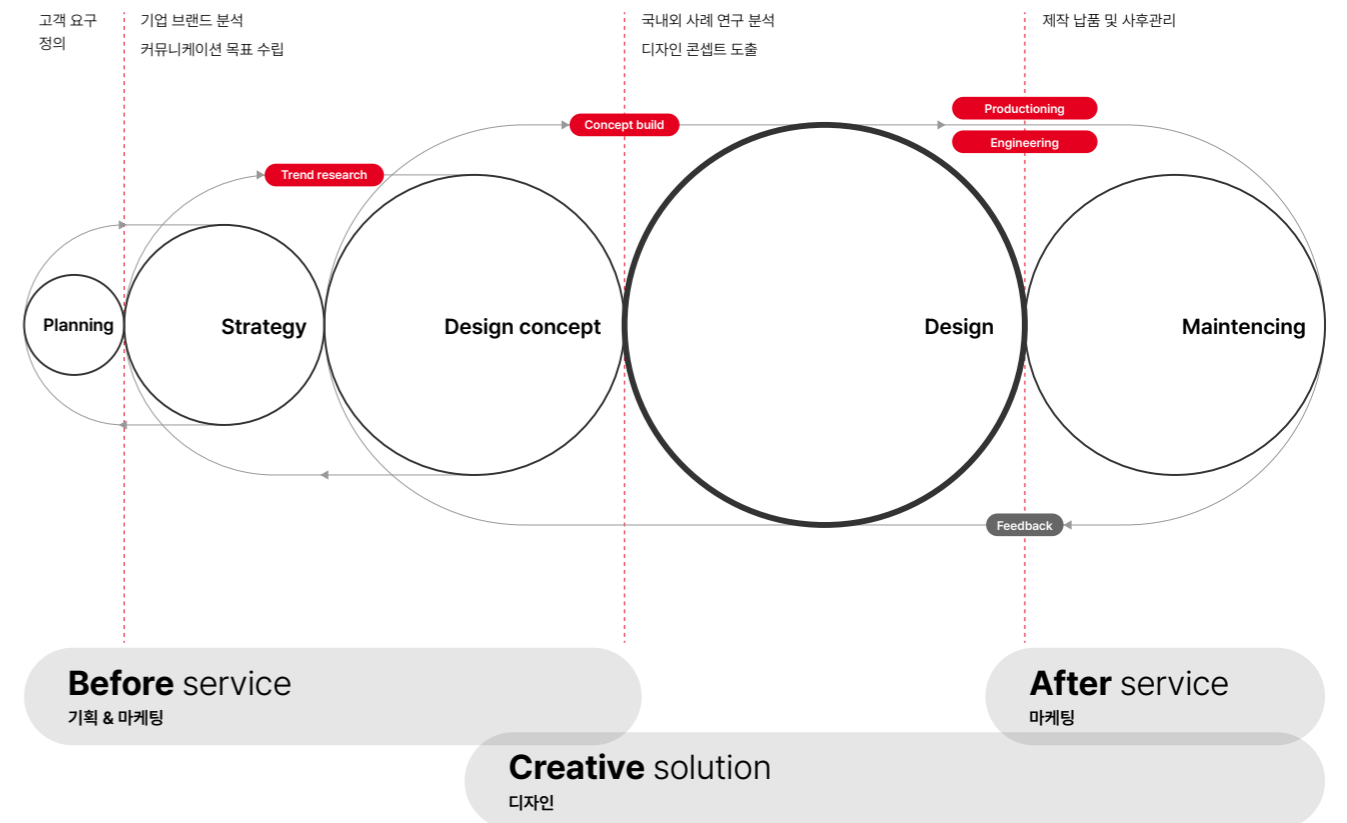 고객 요구
정의
기업 브랜드 분석
커뮤니케이션 목표 수립
국내외 사례 연구 분석
디자인 콘셉트 도출
제작 납품 및 사후관리
Productioning
Concept build
Engineering
Trend research
Planning
Strategy
Design concept
Design
Maintencing
Feedback
Before service
기획 & 마케팅
After service
마케팅
Creative solution
디자인